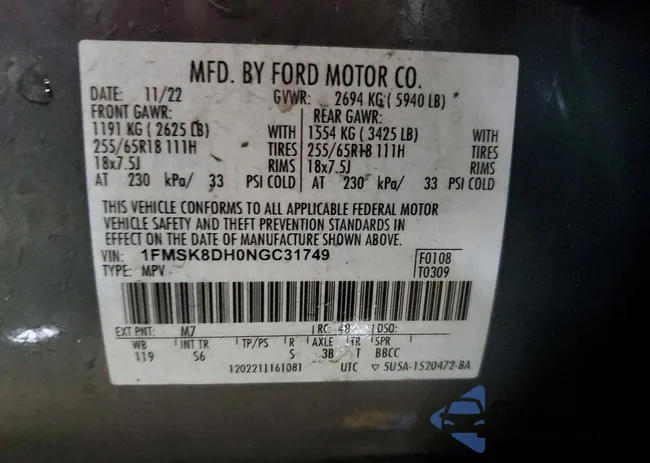 MFD. BY FORD MOTOR CO.
DATE: 11/22 GVWR: 2694 KG ( 5940 LB)
FRONT GAWR: REAR GAWR:
1191 KG ( 2625 LB) WITH 1554 KG ( 3425 LB) WITH
255/65R18 111H TIRES 255/65R18 111H TIRES
18x7.5J RIMS 18x7.5J RIMS
AT 230 kPa/ 33 PSI COLD AT 230 kPa/ 33 PSI COLD
THIS VEHICLE CONFORMS TO ALL APPLICABLE FEDERAL MOTOR
VEHICLE SAFETY AND THEFT PREVENTION STANDARDS IN
EFFECT ON THE DATE OF MANUFACTURE SHOWN ABOVE.
VIN: 1FMSK8DH0NGC31749 F0108
TYPE: MPV T0309
EXT PNT: M7 RC: 48 DSO:
WB INT TR TP/PS R AXLE TR SPR
119 S6 S 3B T BBCC
1202211161081 UTC ▽ 5U5A-1520472-BA